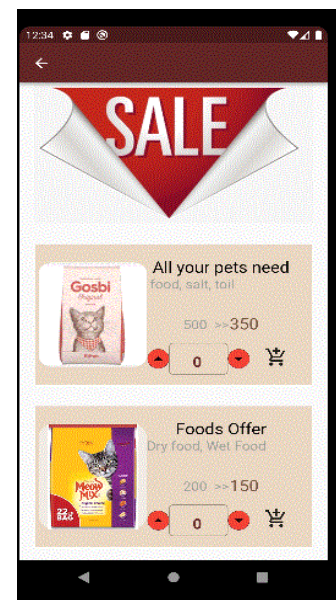 12:34
SALE
All your pets need
food, salt, toil
Gosbi
Original
500 >>350
0
Foods Offer
Dry food, Wet Food
Meow
Mix
200 >>150
0